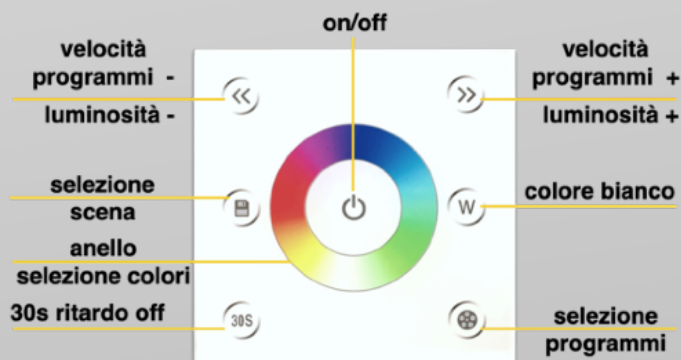 on/off
velocità
programmi -
luminosità -
velocità
programmi +
luminosità +
selezione
scena
W
colore bianco
anello
selezione colori
30s ritardo off
30S
selezione
programmi